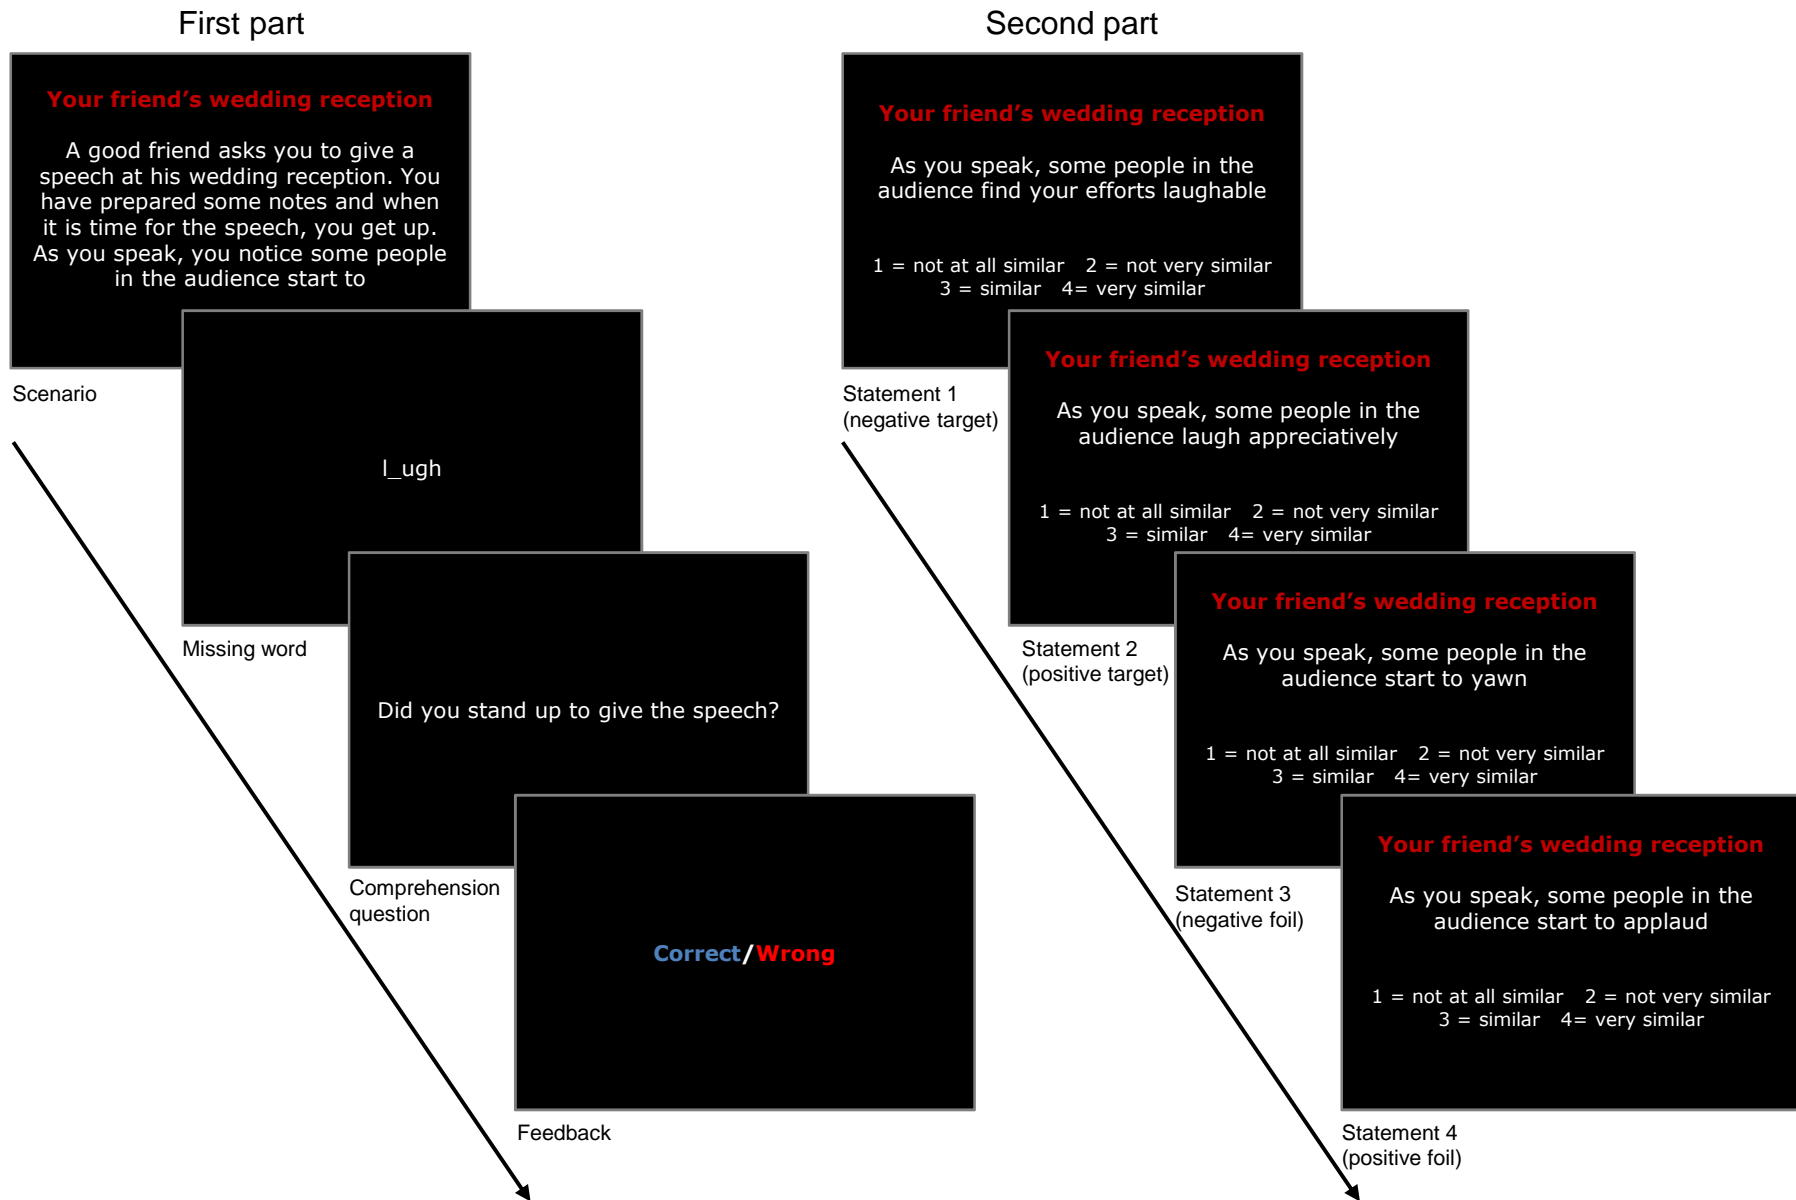 First part
Your friend’s wedding reception
A good friend asks you to give a
speech at his wedding reception. You
have prepared some notes and when
it is time for the speech, you get up.
As you speak, you notice some people
in the audience start to
Scenario
l_ugh
Missing word
Did you stand up to give the speech?
Comprehension
question
Correct/Wrong
Feedback
Second part
Your friend’s wedding reception
As you speak, some people in the
audience find your efforts laughable
1 = not at all similar 2 = not very similar
3 = similar 4= very similar
Statement 1
(negative target)
Your friend’s wedding reception
As you speak, some people in the
audience laugh appreciatively
1 = not at all similar 2 = not very similar
3 = similar 4= very similar
Statement 2
(positive target)
Your friend’s wedding reception
As you speak, some people in the
audience start to yawn
1 = not at all similar 2 = not very similar
3 = similar 4= very similar
Statement 3
(negative foil)
Your friend’s wedding reception
As you speak, some people in the
audience start to applaud
1 = not at all similar 2 = not very similar
3 = similar 4= very similar
Statement 4
(positive foil)